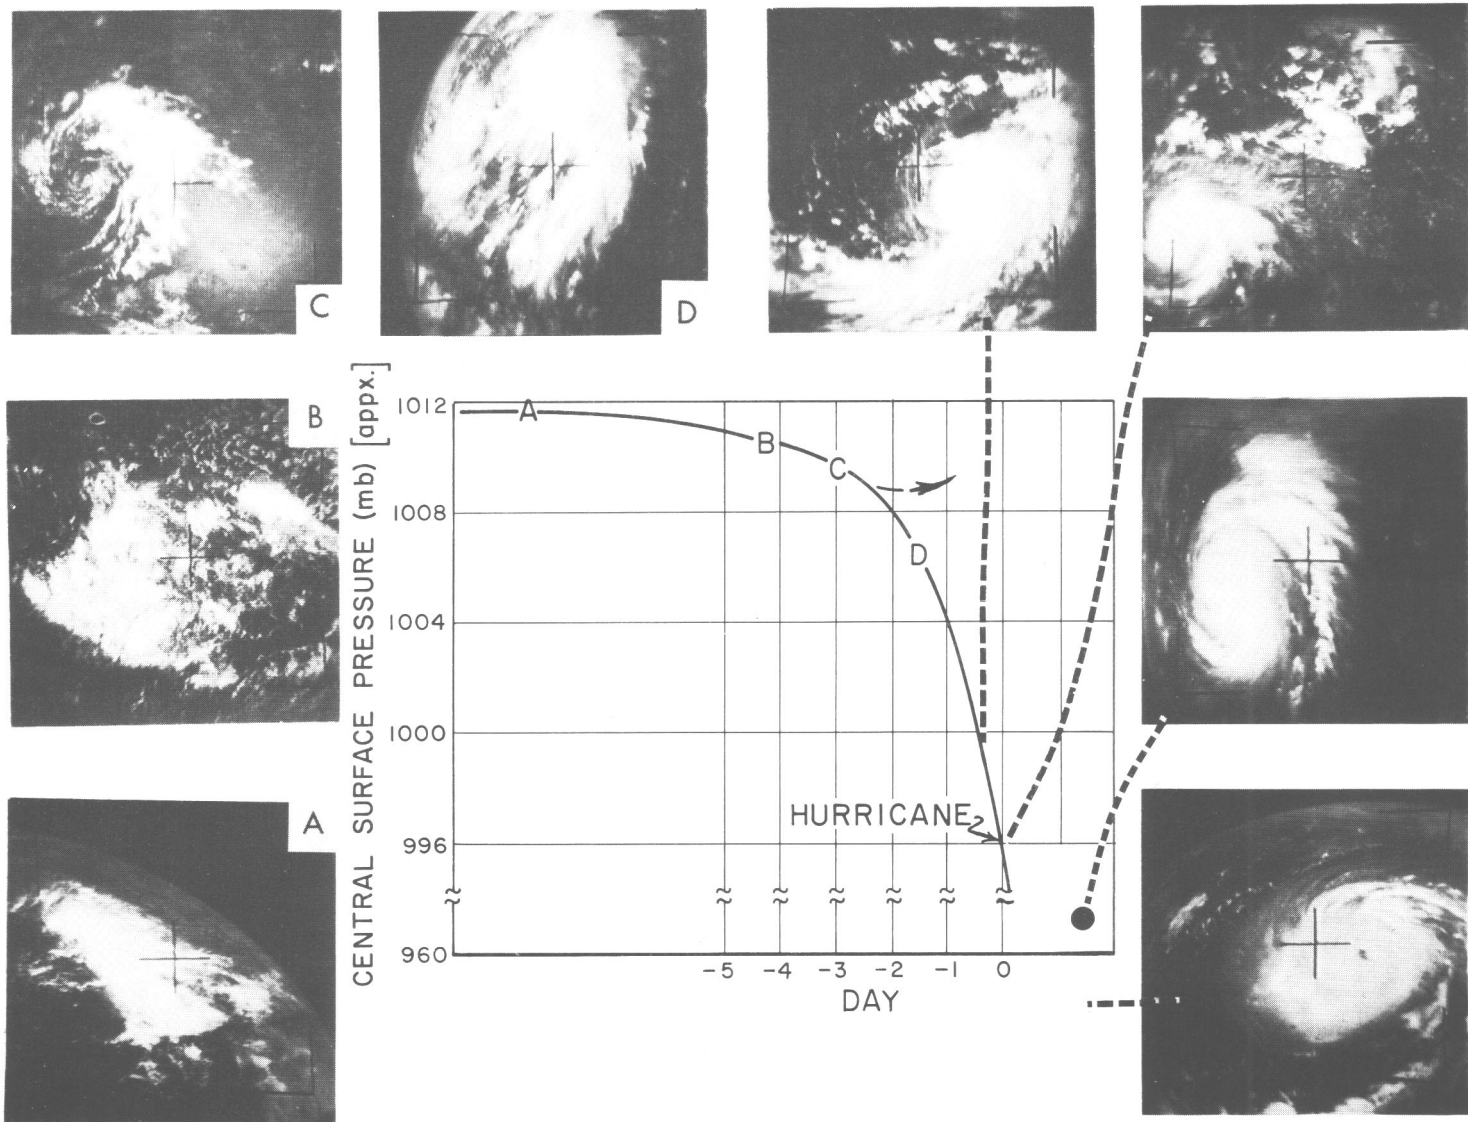 C
D
B
A
CENTRAL SURFACE PRESSURE (mb) [appx.]
1012
1008
1004
1000
996
960
A
B
C
D
HURRICANE
-5 -4 -3 -2 -1 0
DAY